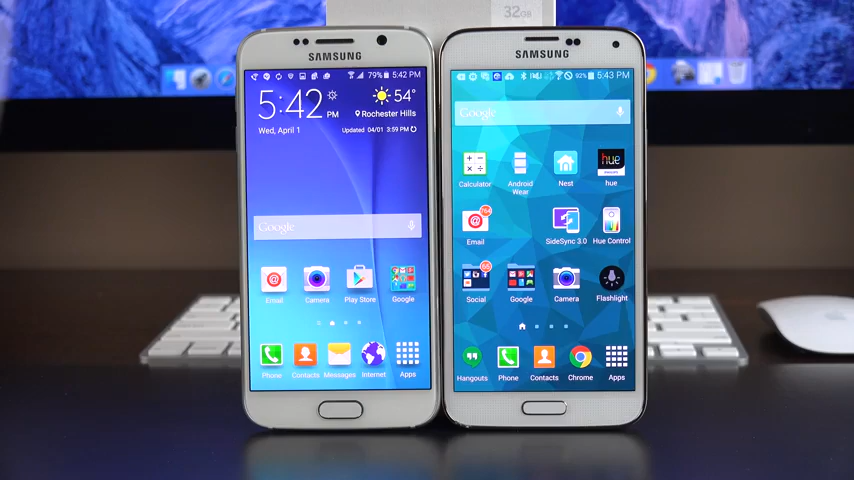 32GB
SAMSUNG
79% 5:42 PM
5:42 PM
54°
Rochester Hills
Wed, April 1
Updated 04/01 3:59 PM
Google
Email
Camera
Play Store
Google
Phone
Contacts
Messages
Internet
Apps
SAMSUNG
92% 5:43 PM
Google
Calculator
Android
Wear
Nest
hue
hue
764
Email
SideSync 3.0
Hue Control
Social
Google
Camera
Flashlight
Hangouts
Phone
Contacts
Chrome
Apps